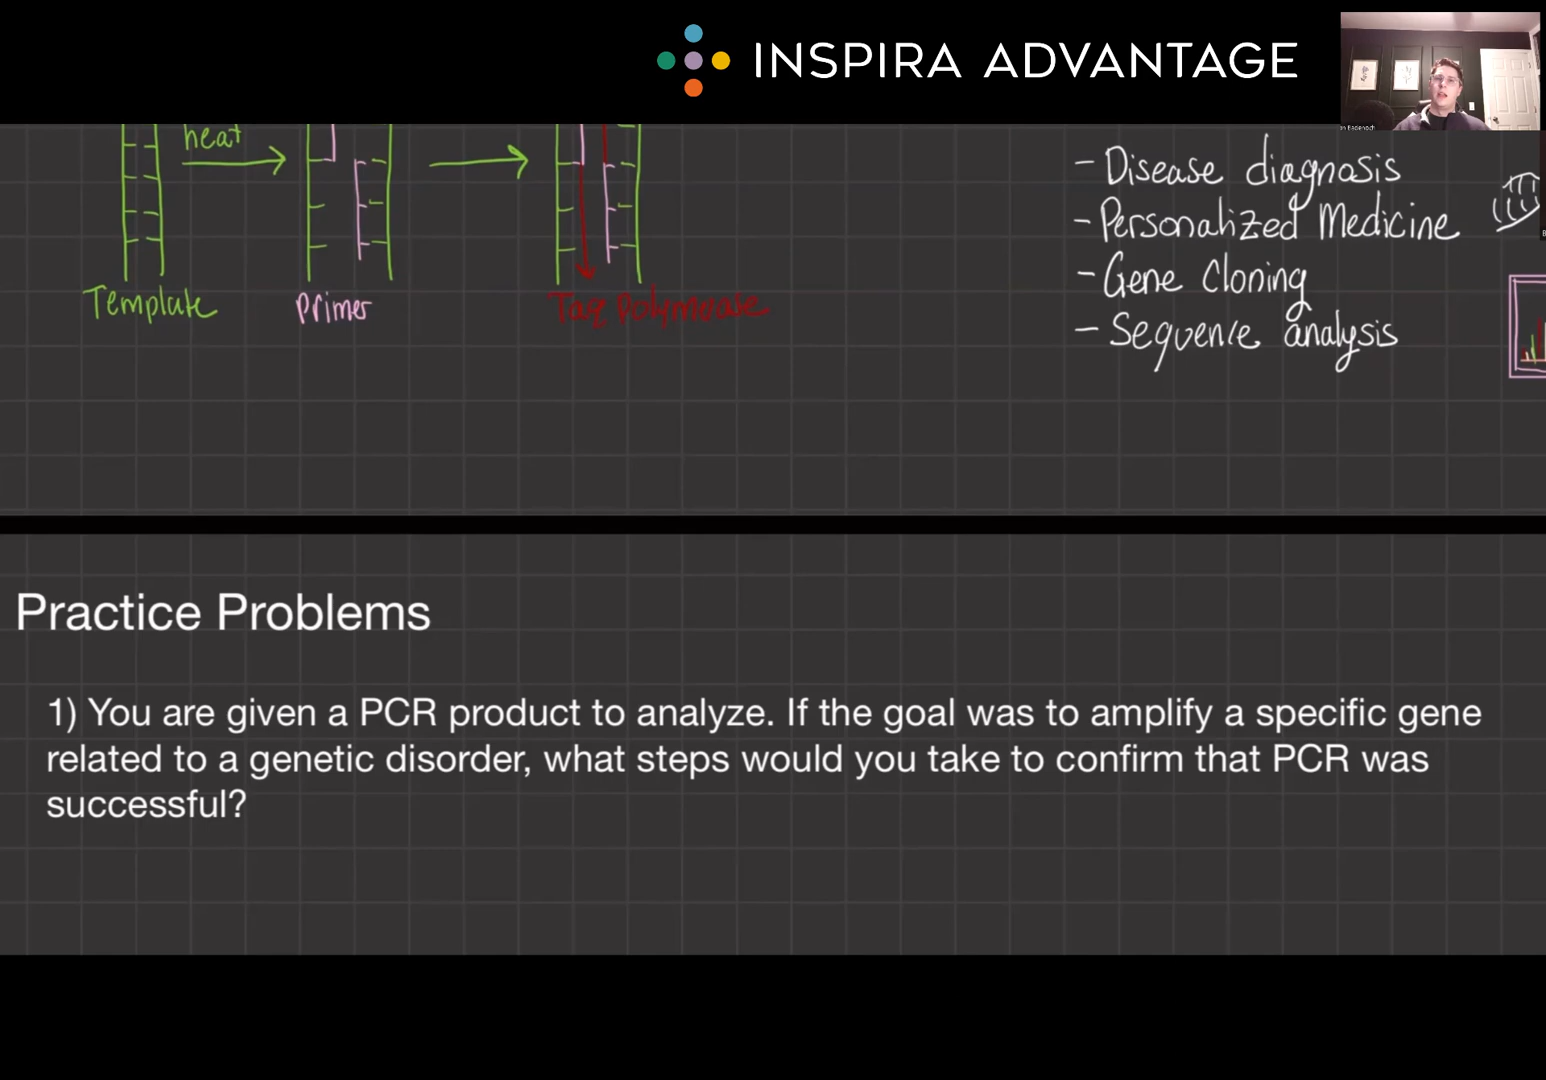 INSPIRA ADVANTAGE
heat
Template
Primer
Taq Polymerase
- Disease diagnosis
- Personalized Medicine
- Gene Cloning
- Sequence analysis
Practice Problems
1) You are given a PCR product to analyze. If the goal was to amplify a specific gene
related to a genetic disorder, what steps would you take to confirm that PCR was
successful?